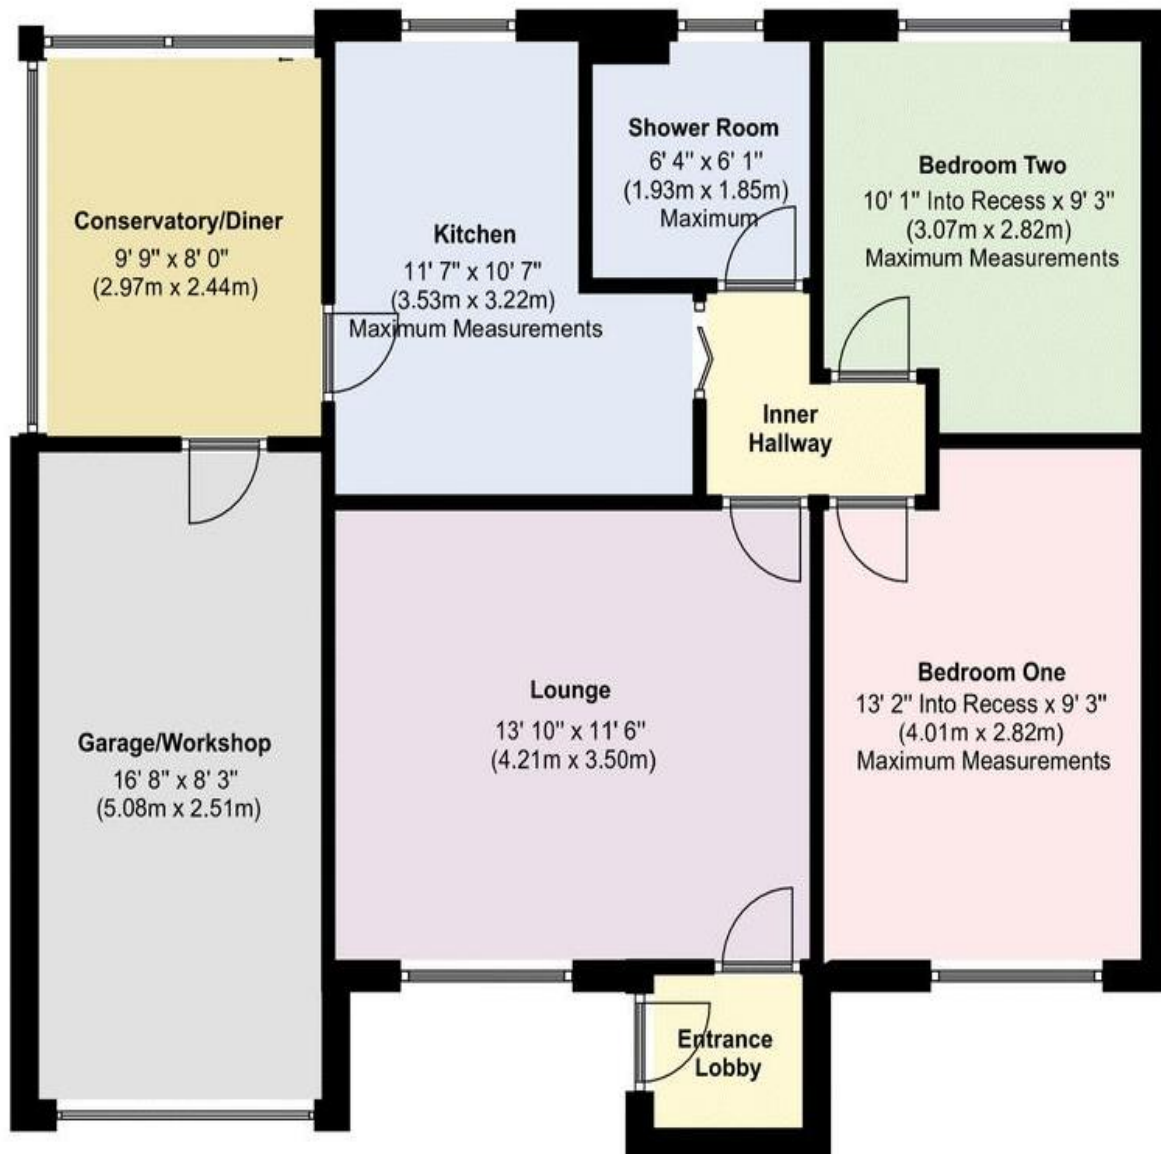 Conservatory/Diner
9' 9" x 8' 0"
(2.97m x 2.44m)
Kitchen
11' 7" x 10' 7"
(3.53m x 3.22m)
Maximum Measurements
Shower Room
6' 4" x 6' 1"
(1.93m x 1.85m)
Maximum
Bedroom Two
10' 1" Into Recess x 9' 3"
(3.07m x 2.82m)
Maximum Measurements
Inner
Hallway
Garage/Workshop
16' 8" x 8' 3"
(5.08m x 2.51m)
Lounge
13' 10" x 11' 6"
(4.21m x 3.50m)
Bedroom One
13' 2" Into Recess x 9' 3"
(4.01m x 2.82m)
Maximum Measurements
Entrance
Lobby